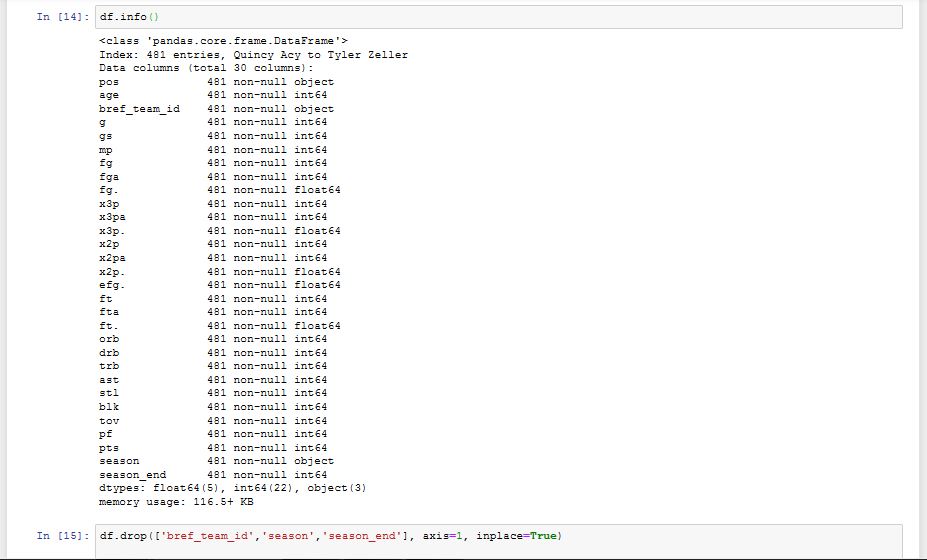 In [14]: df.info()
<class 'pandas.core.frame.DataFrame'>
Index: 481 entries, Quincy Acy to Tyler Zeller
Data columns (total 30 columns):
pos             481 non-null object
age             481 non-null int64
bref_team_id    481 non-null object
g               481 non-null int64
gs              481 non-null int64
mp              481 non-null int64
fg              481 non-null int64
fga             481 non-null int64
fg.             481 non-null float64
x3p             481 non-null int64
x3pa            481 non-null int64
x3p.            481 non-null float64
x2p             481 non-null int64
x2pa            481 non-null int64
x2p.            481 non-null float64
efg.            481 non-null float64
ft              481 non-null int64
fta             481 non-null int64
ft.             481 non-null float64
orb             481 non-null int64
drb             481 non-null int64
trb             481 non-null int64
ast             481 non-null int64
stl             481 non-null int64
blk             481 non-null int64
tov             481 non-null int64
pf              481 non-null int64
pts             481 non-null int64
season          481 non-null object
season_end      481 non-null int64
dtypes: float64(5), int64(22), object(3)
memory usage: 116.5+ KB
In [15]: df.drop(['bref_team_id','season','season_end'], axis=1, inplace=True)